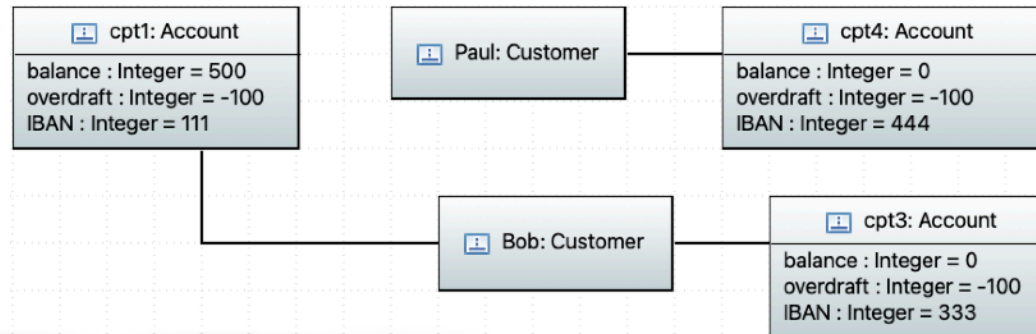 cpt1: Account
balance : Integer = 500
overdraft : Integer = -100
IBAN : Integer = 111
Paul: Customer
cpt4: Account
balance : Integer = 0
overdraft : Integer = -100
IBAN : Integer = 444
Bob: Customer
cpt3: Account
balance : Integer = 0
overdraft : Integer = -100
IBAN : Integer = 333